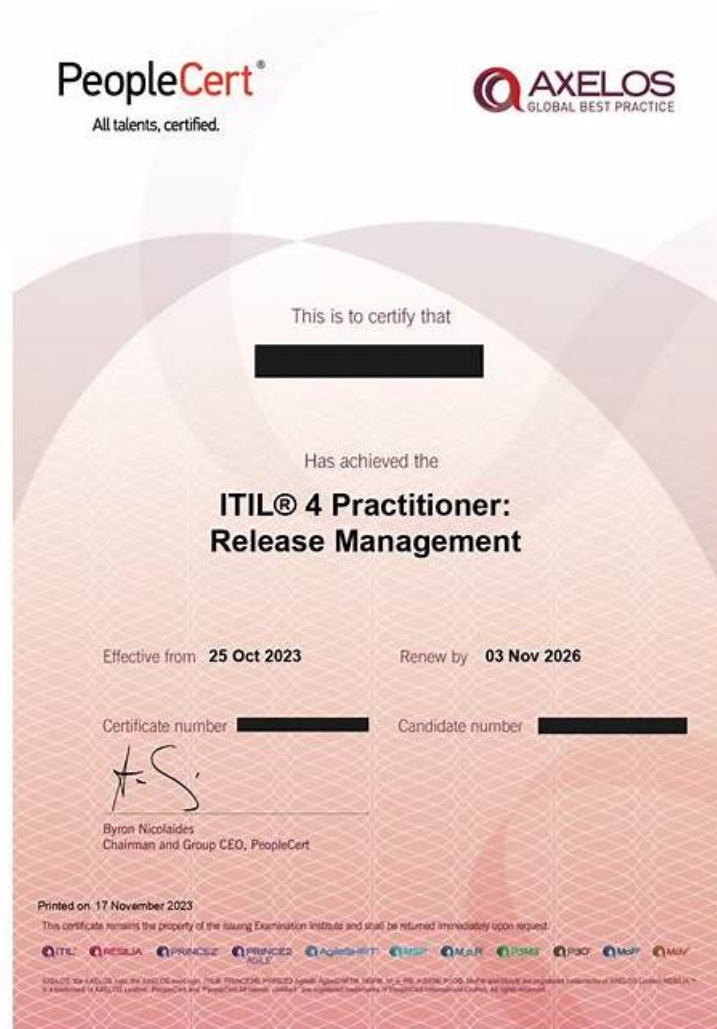 PeopleCert®
All talents, certified.
AXELOS
GLOBAL BEST PRACTICE
This is to certify that
Has achieved the
ITIL® 4 Practitioner:
Release Management
Effective from 25 Oct 2023
Renew by 03 Nov 2026
Certificate number
Candidate number
Byron Nicolaides
Chairman and Group CEO, PeopleCert
Printed on 17 November 2023
This certificate remains the property of the issuing Examination Institute and shall be returned immediately upon request.
ITIL® RESILIA PRINCE2 PRINCE2 AGILE AgileSHIFT MSP M_o_R P3M3 P3O MoP MoV